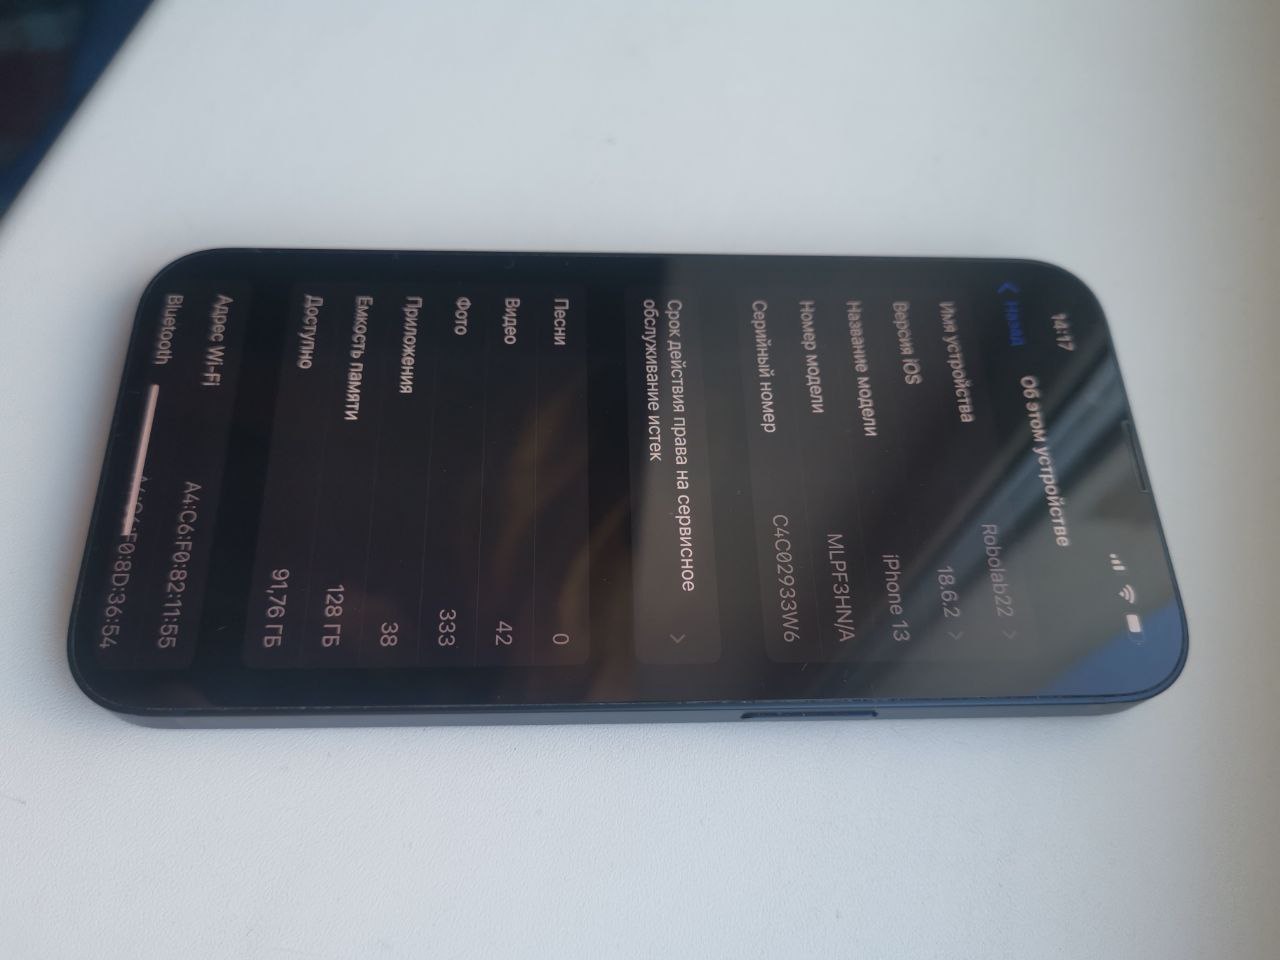 14:17
Назад
Об этом устройстве
Имя устройства Robolab22
Версия iOS 18.6.2
Название модели iPhone 13
Номер модели MLPF3HN/A
Серийный номер C4C02933W6
Срок действия права на сервисное
обслуживание истек
Песни 0
Видео 42
Фото 333
Приложения 38
Емкость памяти 128 ГБ
Доступно 91,76 ГБ
Адрес Wi-Fi A4:C6:F0:82:11:55
Bluetooth A4:C6:F0:8D:36:54